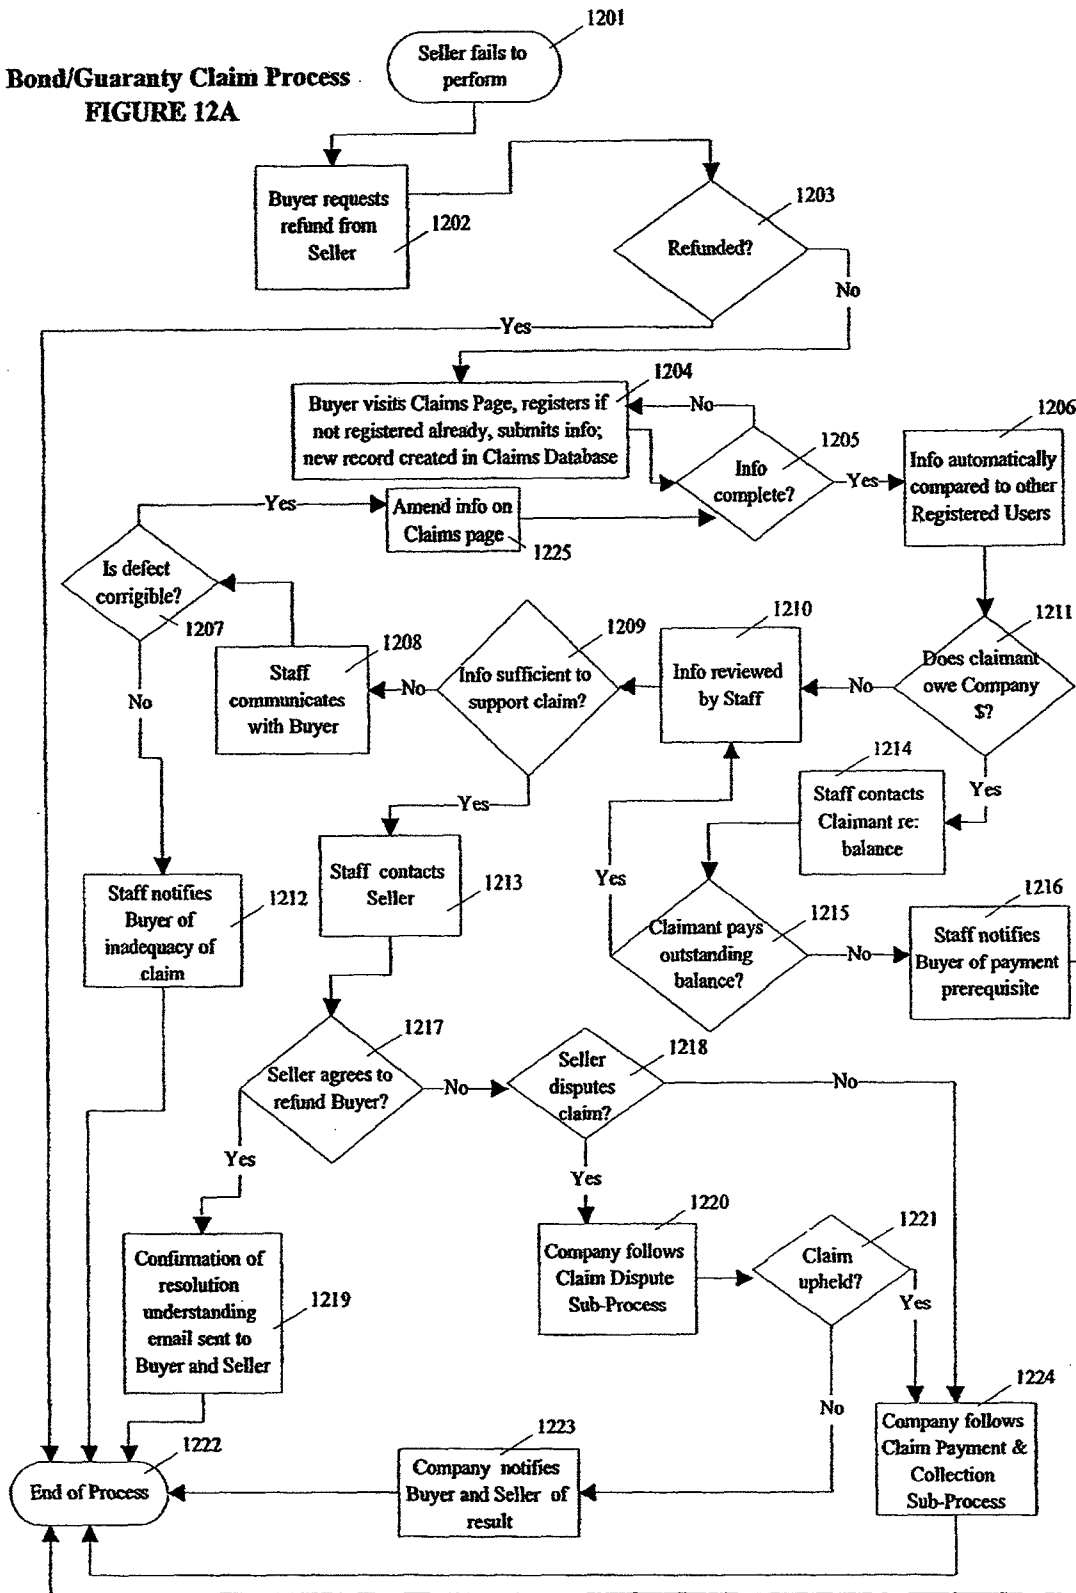 1201
Seller fails to
perform
Bond/Guaranty Claim Process
FIGURE 12A
Buyer requests
refund from
Seller
1202
1203
Refunded?
No
Yes
1204
Buyer visits Claims Page, registers if
not registered already, submits info;
new record created in Claims Database
No
1205
Info
complete?
Yes
1206
Info automatically
compared to other
Registered Users
Yes
Amend info on
Claims page
1225
Is defect
corrigible?
1207
No
1208
Staff
communicates
with Buyer
No
1209
Info sufficient to
support claim?
Yes
1210
Info reviewed
by Staff
No
1211
Does claimant
owe Company
$?
Yes
1214
Staff contacts
Claimant re:
balance
Yes
1215
Claimant pays
outstanding
balance?
No
1216
Staff notifies
Buyer of payment
prerequisite
Staff notifies
Buyer of
inadequacy of
claim
1212
Staff contacts
Seller
1213
1217
Seller agrees to
refund Buyer?
No
Yes
1218
Seller
disputes
claim?
No
Yes
1220
Company follows
Claim Dispute
Sub-Process
1221
Claim
upheld?
Yes
No
Confirmation of
resolution
understanding
email sent to
Buyer and Seller
1219
1224
Company follows
Claim Payment &
Collection
Sub-Process
1223
Company notifies
Buyer and Seller of
result
1222
End of Process